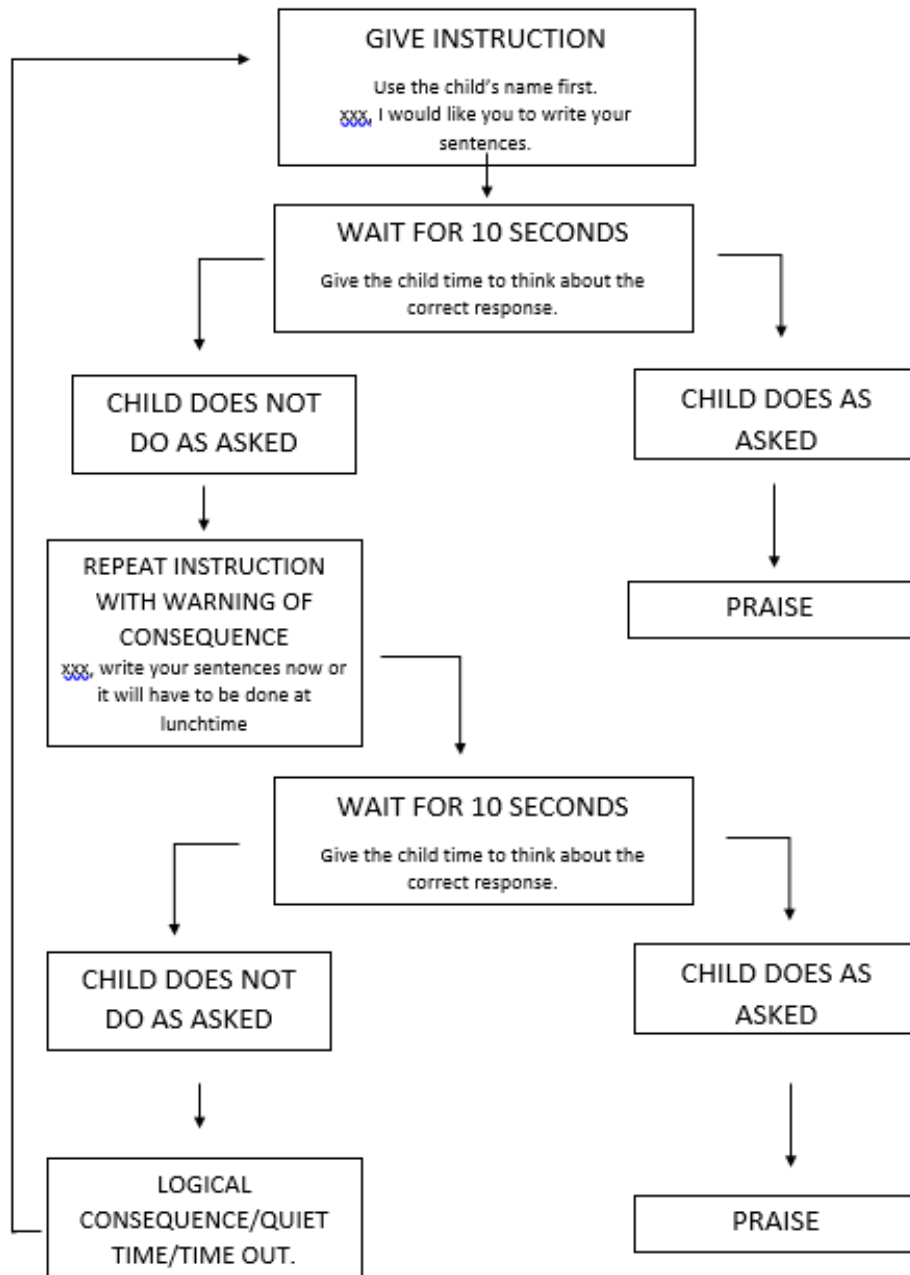 GIVE INSTRUCTION
Use the child's name first.
xxx, I would like you to write your
sentences.
WAIT FOR 10 SECONDS
Give the child time to think about the
correct response.
CHILD DOES NOT
DO AS ASKED
CHILD DOES AS
ASKED
REPEAT INSTRUCTION
WITH WARNING OF
CONSEQUENCE
xxx, write your sentences now or
it will have to be done at
lunchtime
PRAISE
WAIT FOR 10 SECONDS
Give the child time to think about the
correct response.
CHILD DOES NOT
DO AS ASKED
CHILD DOES AS
ASKED
LOGICAL
CONSEQUENCE/QUIET
TIME/TIME OUT.
PRAISE